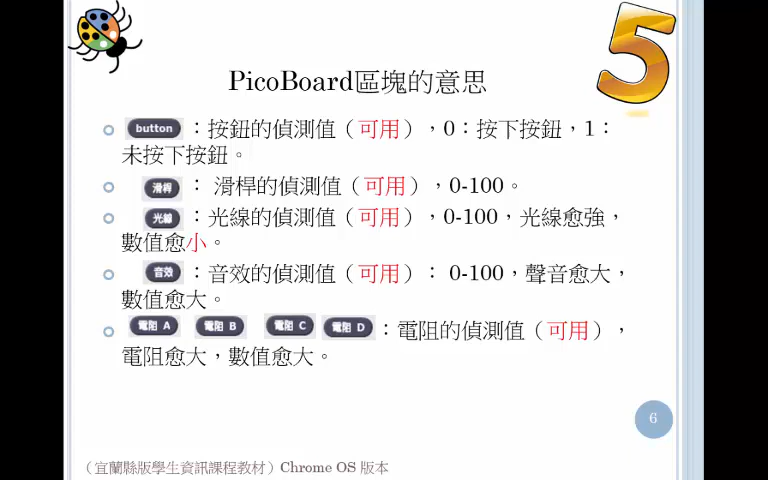 5
PicoBoard區塊的意思
button：按鈕的偵測值（可用），0：按下按鈕，1：
未按下按鈕。
滑桿： 滑桿的偵測值（可用），0-100。
光線：光線的偵測值（可用），0-100，光線愈強，
數值愈小。
音效：音效的偵測值（可用）： 0-100，聲音愈大，
數值愈大。
電阻 A 電阻 B 電阻 C 電阻 D：電阻的偵測值（可用），
電阻愈大，數值愈大。
6
（宜蘭縣版學生資訊課程教材）Chrome OS 版本